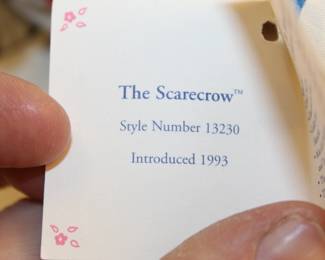 The Scarecrow™
Style Number 13230
Introduced 1993